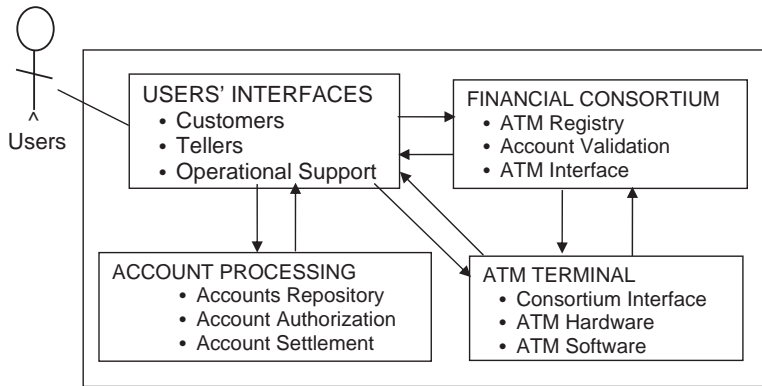 USERS' INTERFACES
• Customers
• Tellers
• Operational Support
FINANCIAL CONSORTIUM
• ATM Registry
• Account Validation
• ATM Interface
Users
ACCOUNT PROCESSING
• Accounts Repository
• Account Authorization
• Account Settlement
ATM TERMINAL
• Consortium Interface
• ATM Hardware
• ATM Software